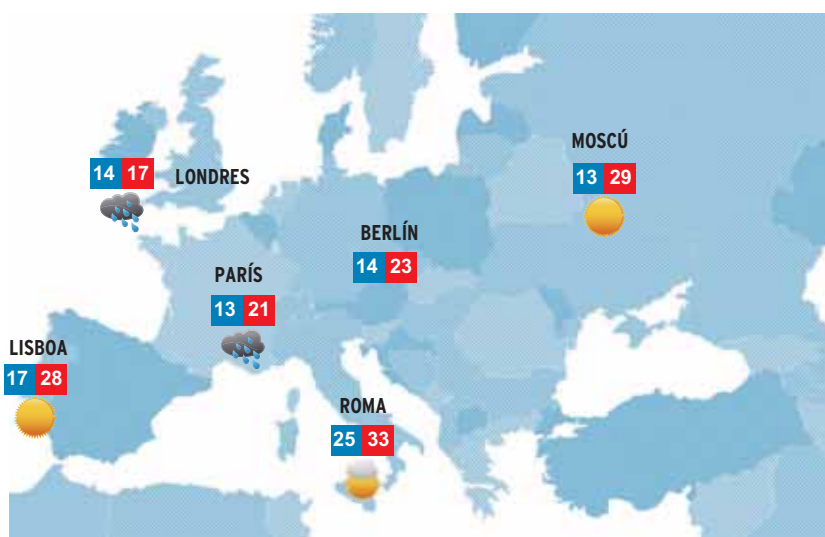 MOSCÚ
13 29
14 17
LONDRES
BERLÍN
14 23
PARÍS
13 21
LISBOA
17 28
ROMA
25 33